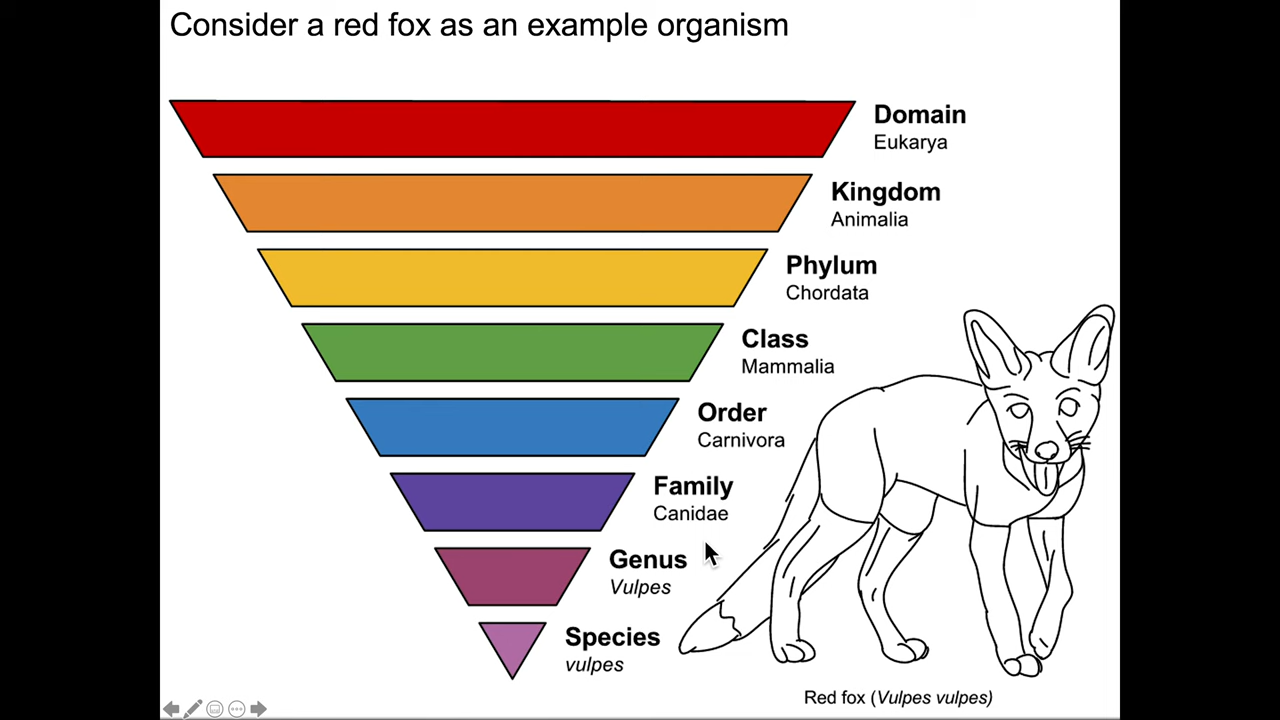 Consider a red fox as an example organism
Domain
Eukarya
Kingdom
Animalia
Phylum
Chordata
Class
Mammalia
Order
Carnivora
Family
Canidae
Genus
Vulpes
Species
vulpes
Red fox (Vulpes vulpes)